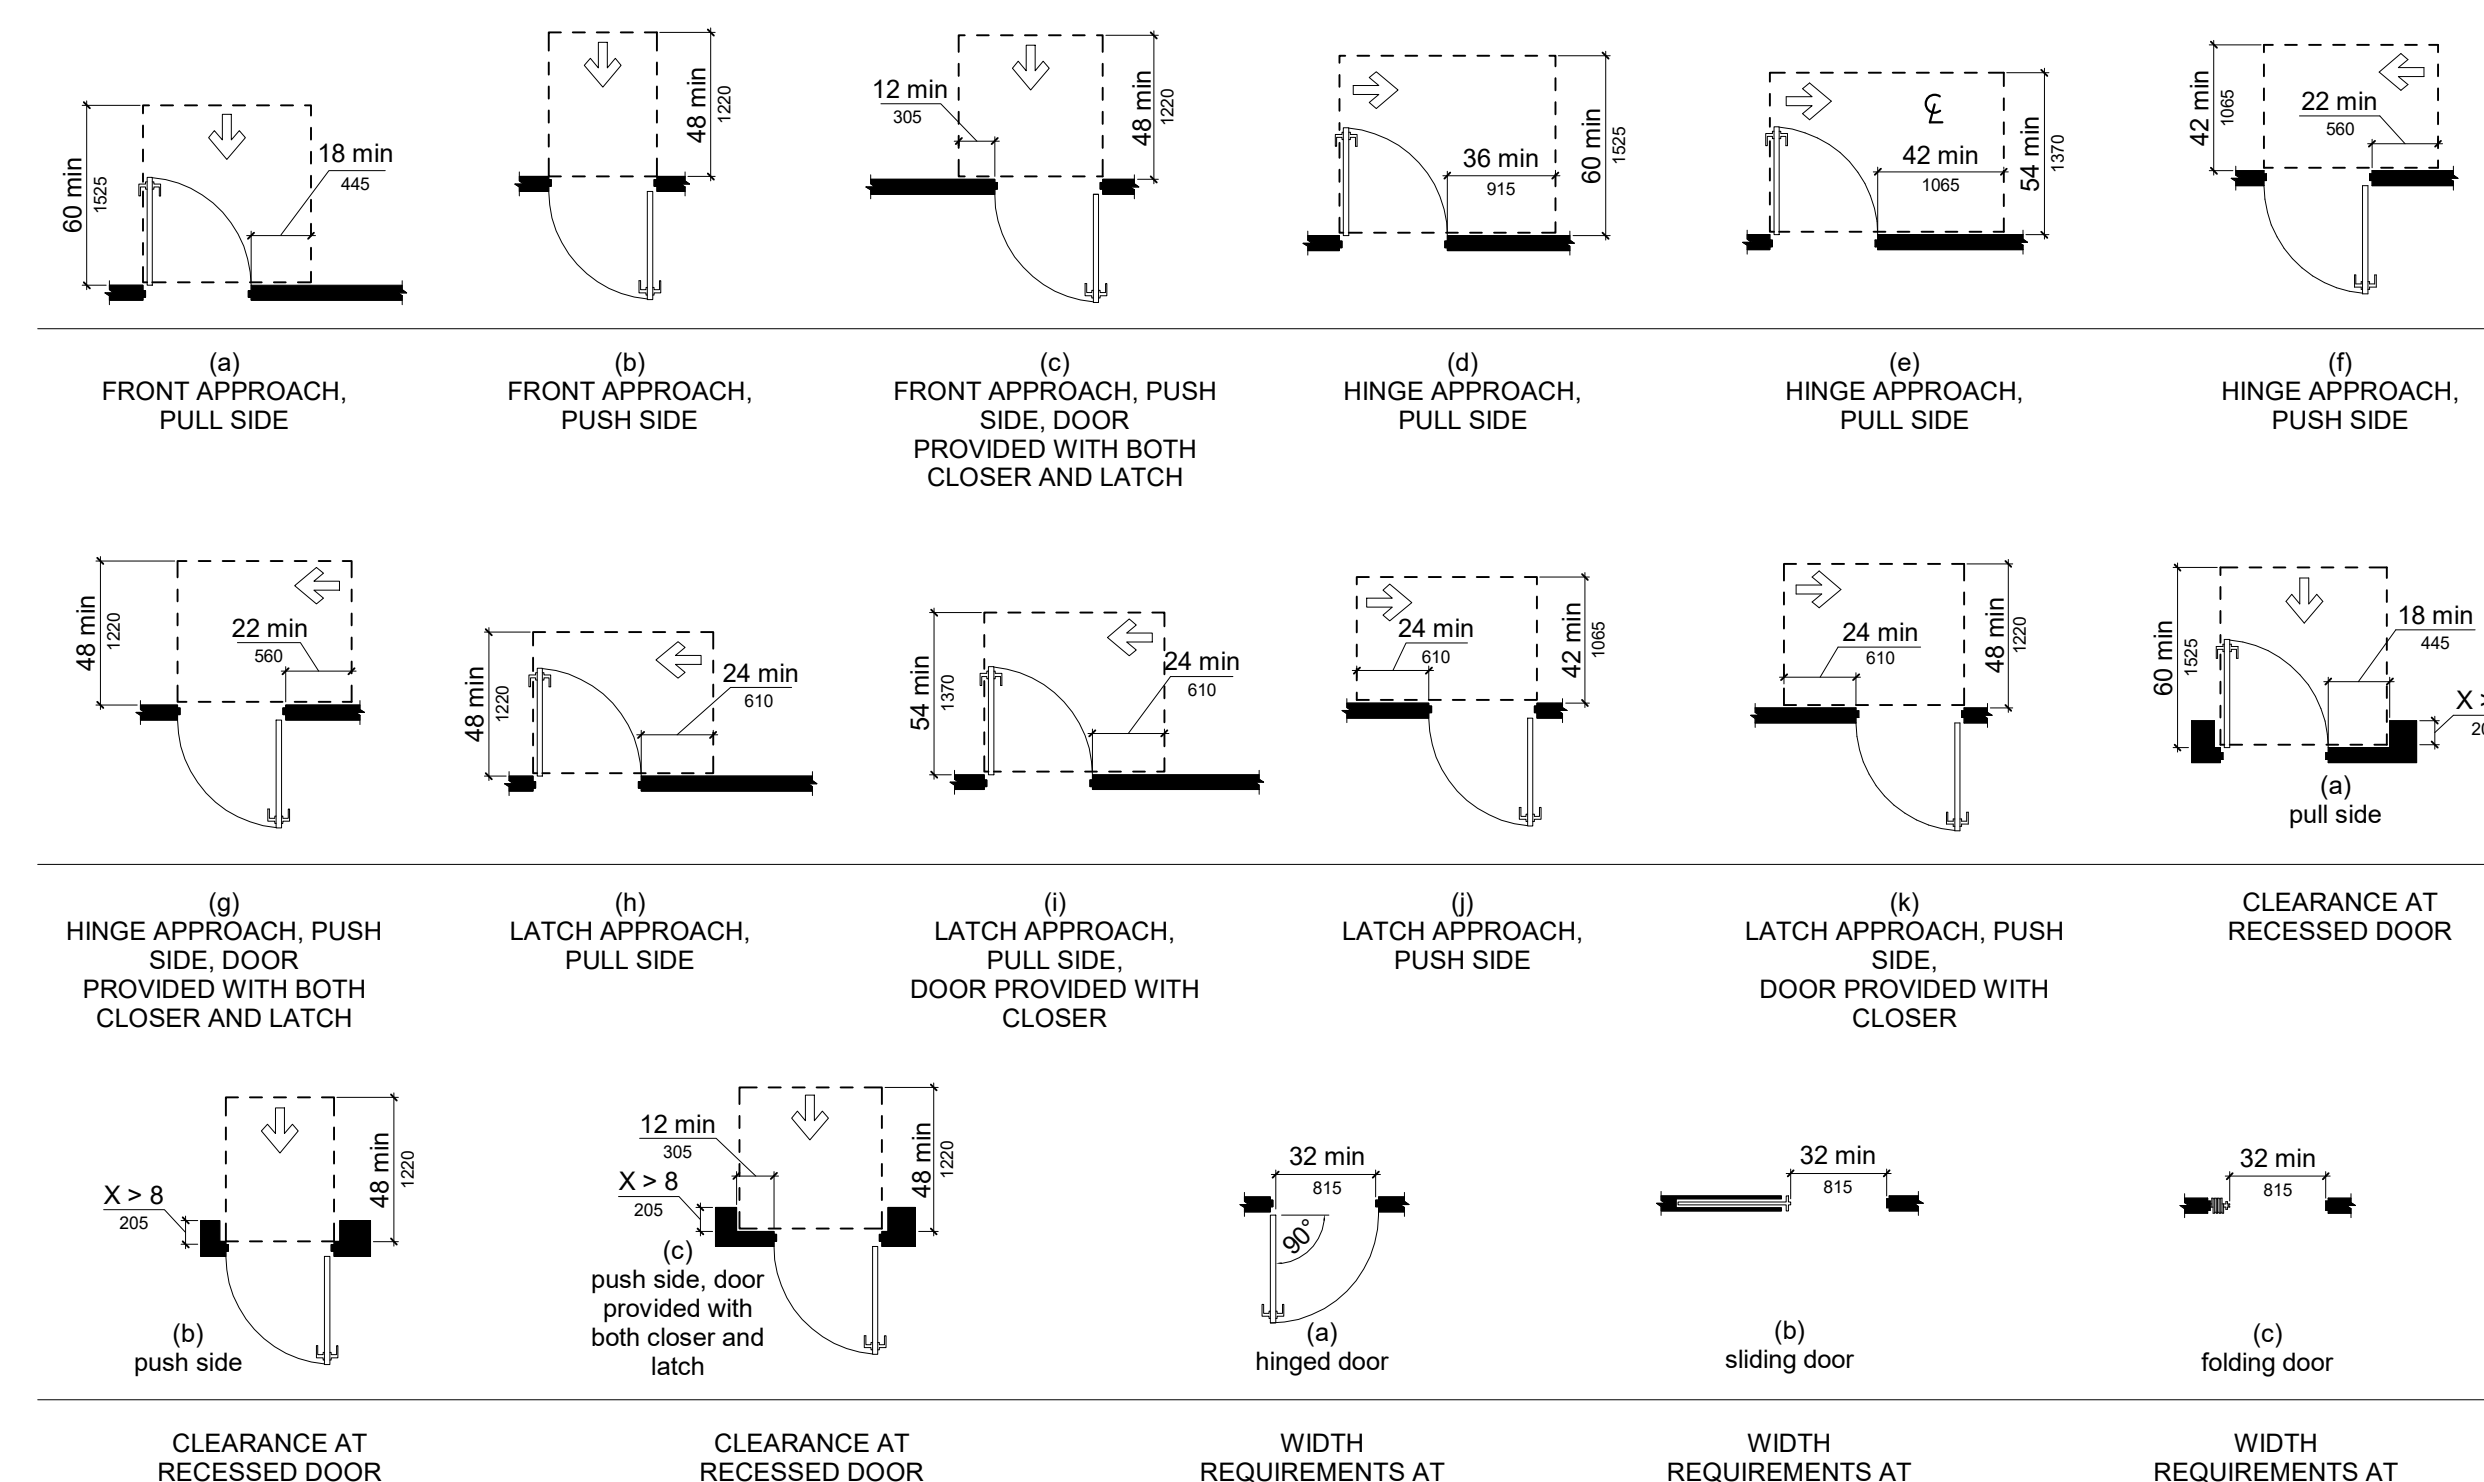 60 min
1525
18 min
445
48 min
1220
12 min
305
48 min
1220
36 min
915
60 min
1525
℄
42 min
1065
54 min
1370
42 min
1065
22 min
560
(a)
FRONT APPROACH,
PULL SIDE
(b)
FRONT APPROACH,
PUSH SIDE
(c)
FRONT APPROACH, PUSH
SIDE, DOOR
PROVIDED WITH BOTH
CLOSER AND LATCH
(d)
HINGE APPROACH,
PULL SIDE
(e)
HINGE APPROACH,
PULL SIDE
(f)
HINGE APPROACH,
PUSH SIDE
48 min
1220
22 min
560
48 min
1220
24 min
610
54 min
1370
24 min
610
24 min
610
42 min
1065
24 min
610
48 min
1220
60 min
1525
18 min
445
X >
20
(a)
pull side
(g)
HINGE APPROACH, PUSH
SIDE, DOOR
PROVIDED WITH BOTH
CLOSER AND LATCH
(h)
LATCH APPROACH,
PULL SIDE
(i)
LATCH APPROACH,
PULL SIDE,
DOOR PROVIDED WITH
CLOSER
(j)
LATCH APPROACH,
PUSH SIDE
(k)
LATCH APPROACH, PUSH
SIDE,
DOOR PROVIDED WITH
CLOSER
CLEARANCE AT
RECESSED DOOR
X > 8
205
48 min
1220
(b)
push side
12 min
305
X > 8
205
48 min
1220
(c)
push side, door
provided with
both closer and
latch
32 min
815
90°
(a)
hinged door
32 min
815
(b)
sliding door
32 min
815
(c)
folding door
CLEARANCE AT
RECESSED DOOR
CLEARANCE AT
RECESSED DOOR
WIDTH
REQUIREMENTS AT
WIDTH
REQUIREMENTS AT
WIDTH
REQUIREMENTS AT